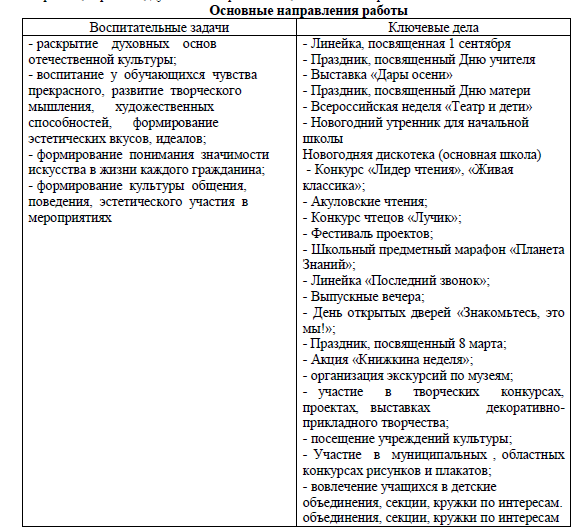 Основные направления работы
Воспитательные задачи
- раскрытие духовных основ
отечественной культуры;
- воспитание у обучающихся чувства
прекрасного, развитие творческого
мышления, художественных
способностей, формирование
эстетических вкусов, идеалов;
- формирование понимания значимости
искусства в жизни каждого гражданина;
- формирование культуры общения,
поведения, эстетического участия в
мероприятиях
Ключевые дела
- Линейка, посвященная 1 сентября
- Праздник, посвященный Дню учителя
- Выставка «Дары осени»
- Праздник, посвященный Дню матери
- Всероссийская неделя «Театр и дети»
- Новогодний утренник для начальной
школы
Новогодняя дискотека (основная школа)
- Конкурс «Лидер чтения», «Живая
классика»;
- Акуловские чтения;
- Конкурс чтецов «Лучик»;
- Фестиваль проектов;
- Школьный предметный марафон «Планета
Знаний»;
- Линейка «Последний звонок»;
- Выпускные вечера;
- День открытых дверей «Знакомьтесь, это
мы!»;
- Праздник, посвященный 8 марта;
- Акция «Книжкина неделя»;
- организация экскурсий по музеям;
- участие в творческих конкурсах,
проектах, выставках декоративно-
прикладного творчества;
- посещение учреждений культуры;
- Участие в муниципальных , областных
конкурсах рисунков и плакатов;
- вовлечение учащихся в детские
объединения, секции, кружки по интересам.
объединения, секции, кружки по интересам